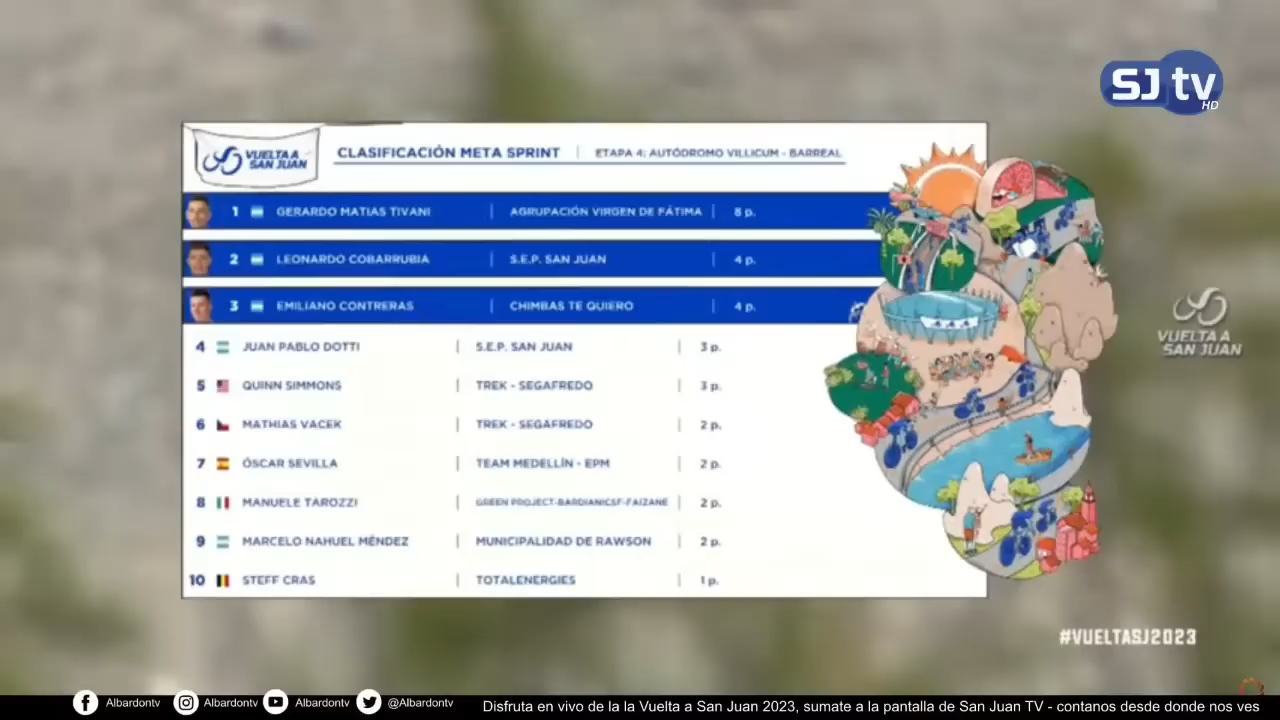 SJ tv
HD
VUELTA A
SAN JUAN
CLASIFICACIÓN META SPRINT | ETAPA 4: AUTÓDROMO VILLICUM - BARREAL
1 GERARDO MATIAS TIVANI | AGRUPACIÓN VIRGEN DE FÁTIMA | 8 p.
2 LEONARDO COBARRUBIA | S.E.P. SAN JUAN | 4 p.
3 EMILIANO CONTRERAS | CHIMBAS TE QUIERO | 4 p.
4 JUAN PABLO DOTTI | S.E.P. SAN JUAN | 3 p.
5 QUINN SIMMONS | TREK - SEGAFREDO | 3 p.
6 MATHIAS VACEK | TREK - SEGAFREDO | 2 p.
7 ÓSCAR SEVILLA | TEAM MEDELLÍN - EPM | 2 p.
8 MANUELE TAROZZI | GREEN PROJECT-BARDIANICSF-FAIZANE | 2 p.
9 MARCELO NAHUEL MÉNDEZ | MUNICIPALIDAD DE RAWSON | 2 p.
10 STEFF CRAS | TOTALENERGIES | 1 p.
VUELTA A
SAN JUAN
#VUELTASJ2023
Albardontv Albardontv Albardontv @Albardontv Disfruta en vivo de la la Vuelta a San Juan 2023, sumate a la pantalla de San Juan TV - contanos desde donde nos ves